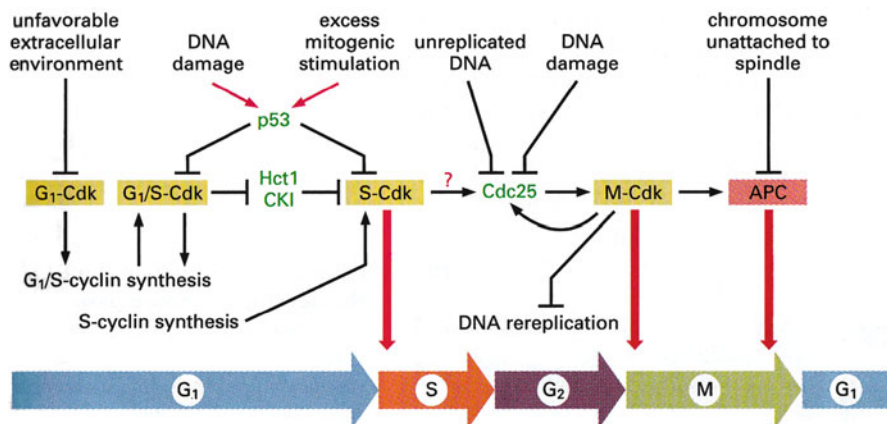 unfavorable
extracellular
environment
DNA
damage
excess
mitogenic
stimulation
unreplicated
DNA
DNA
damage
chromosome
unattached to
spindle
p53
G₁-Cdk
G₁/S-Cdk
Hct1
CKI
S-Cdk
?
Cdc25
M-Cdk
APC
G₁/S-cyclin synthesis
S-cyclin synthesis
DNA rereplication
G₁
S
G₂
M
G₁